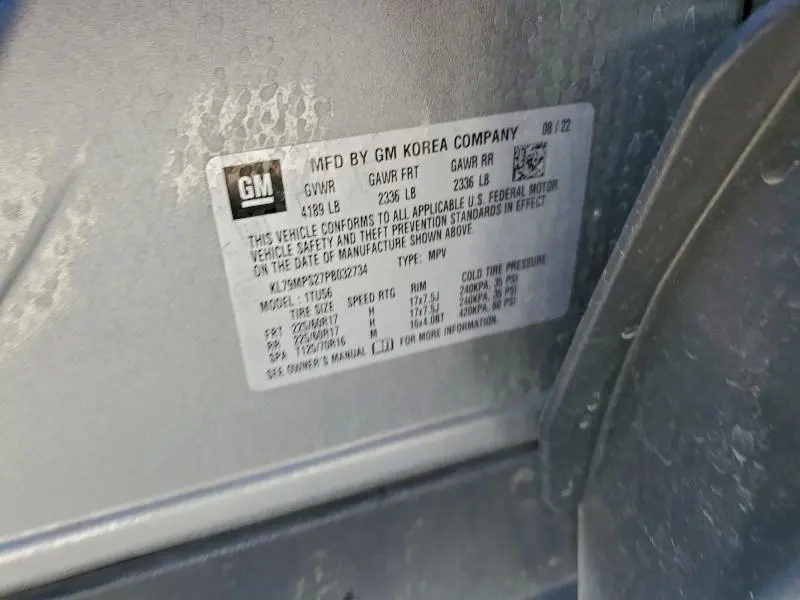 GM
MFD BY GM KOREA COMPANY 08 / 22
GVWR GAWR FRT GAWR RR
4189 LB 2336 LB 2336 LB
THIS VEHICLE CONFORMS TO ALL APPLICABLE U.S. FEDERAL MOTOR
VEHICLE SAFETY AND THEFT PREVENTION STANDARDS IN EFFECT
ON THE DATE OF MANUFACTURE SHOWN ABOVE.
KL79MPS27PB032734 TYPE: MPV
MODEL: 1TU56
TIRE SIZE SPEED RTG RIM COLD TIRE PRESSURE
FRT 225/60R17 H 17x7.5J 240KPA, 35 PSI
RR 225/60R17 H 17x7.5J 240KPA, 35 PSI
SPA T125/70R16 M 16x4.0BT 420KPA, 60 PSI
SEE OWNER'S MANUAL FOR MORE INFORMATION.